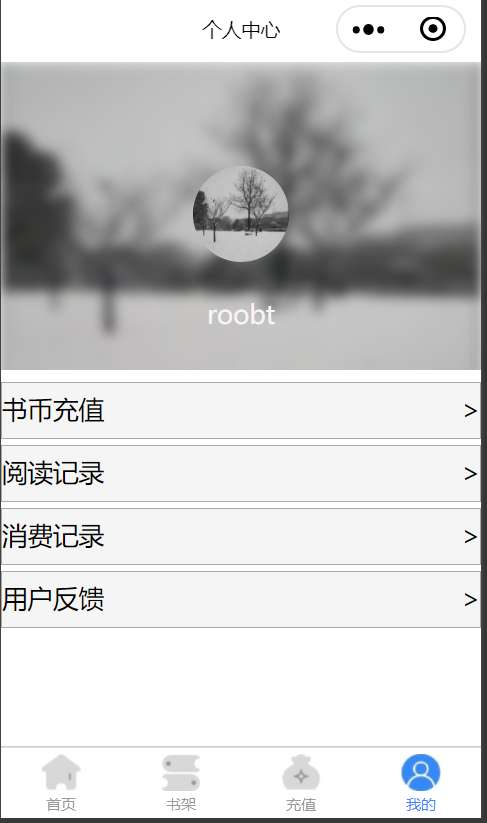 个人中心
roobt
书币充值 >
阅读记录 >
消费记录 >
用户反馈 >
首页 书架 充值 我的